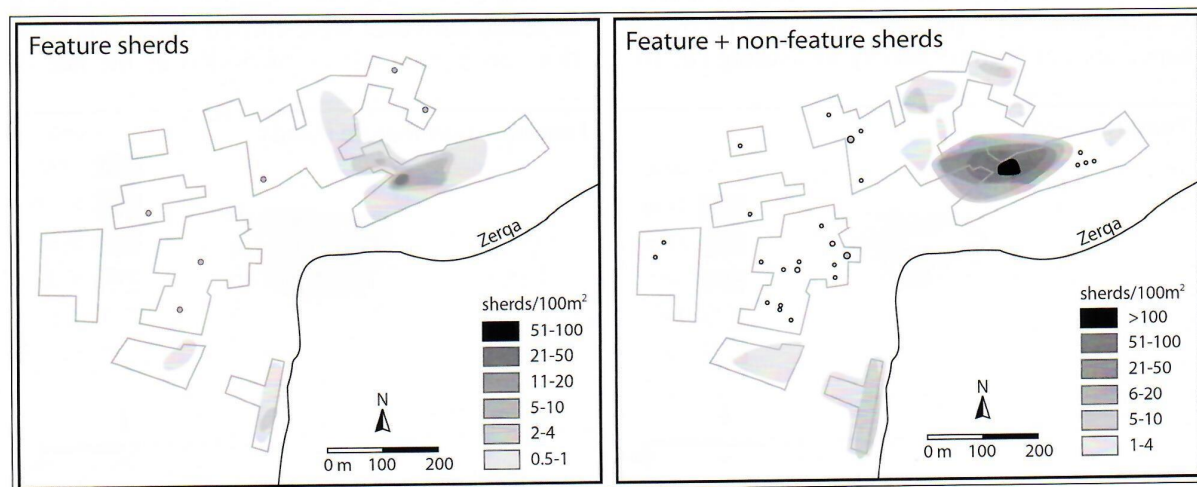 Feature sherds
Zerqa
sherds/100m²
51-100
21-50
11-20
5-10
2-4
0.5-1
N
0 m 100 200
Feature + non-feature sherds
Zerqa
sherds/100m²
>100
51-100
21-50
6-20
5-10
1-4
N
0 m 100 200